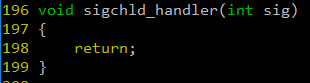 196 void sigchld_handler(int sig)
197 {
198     return;
199 }